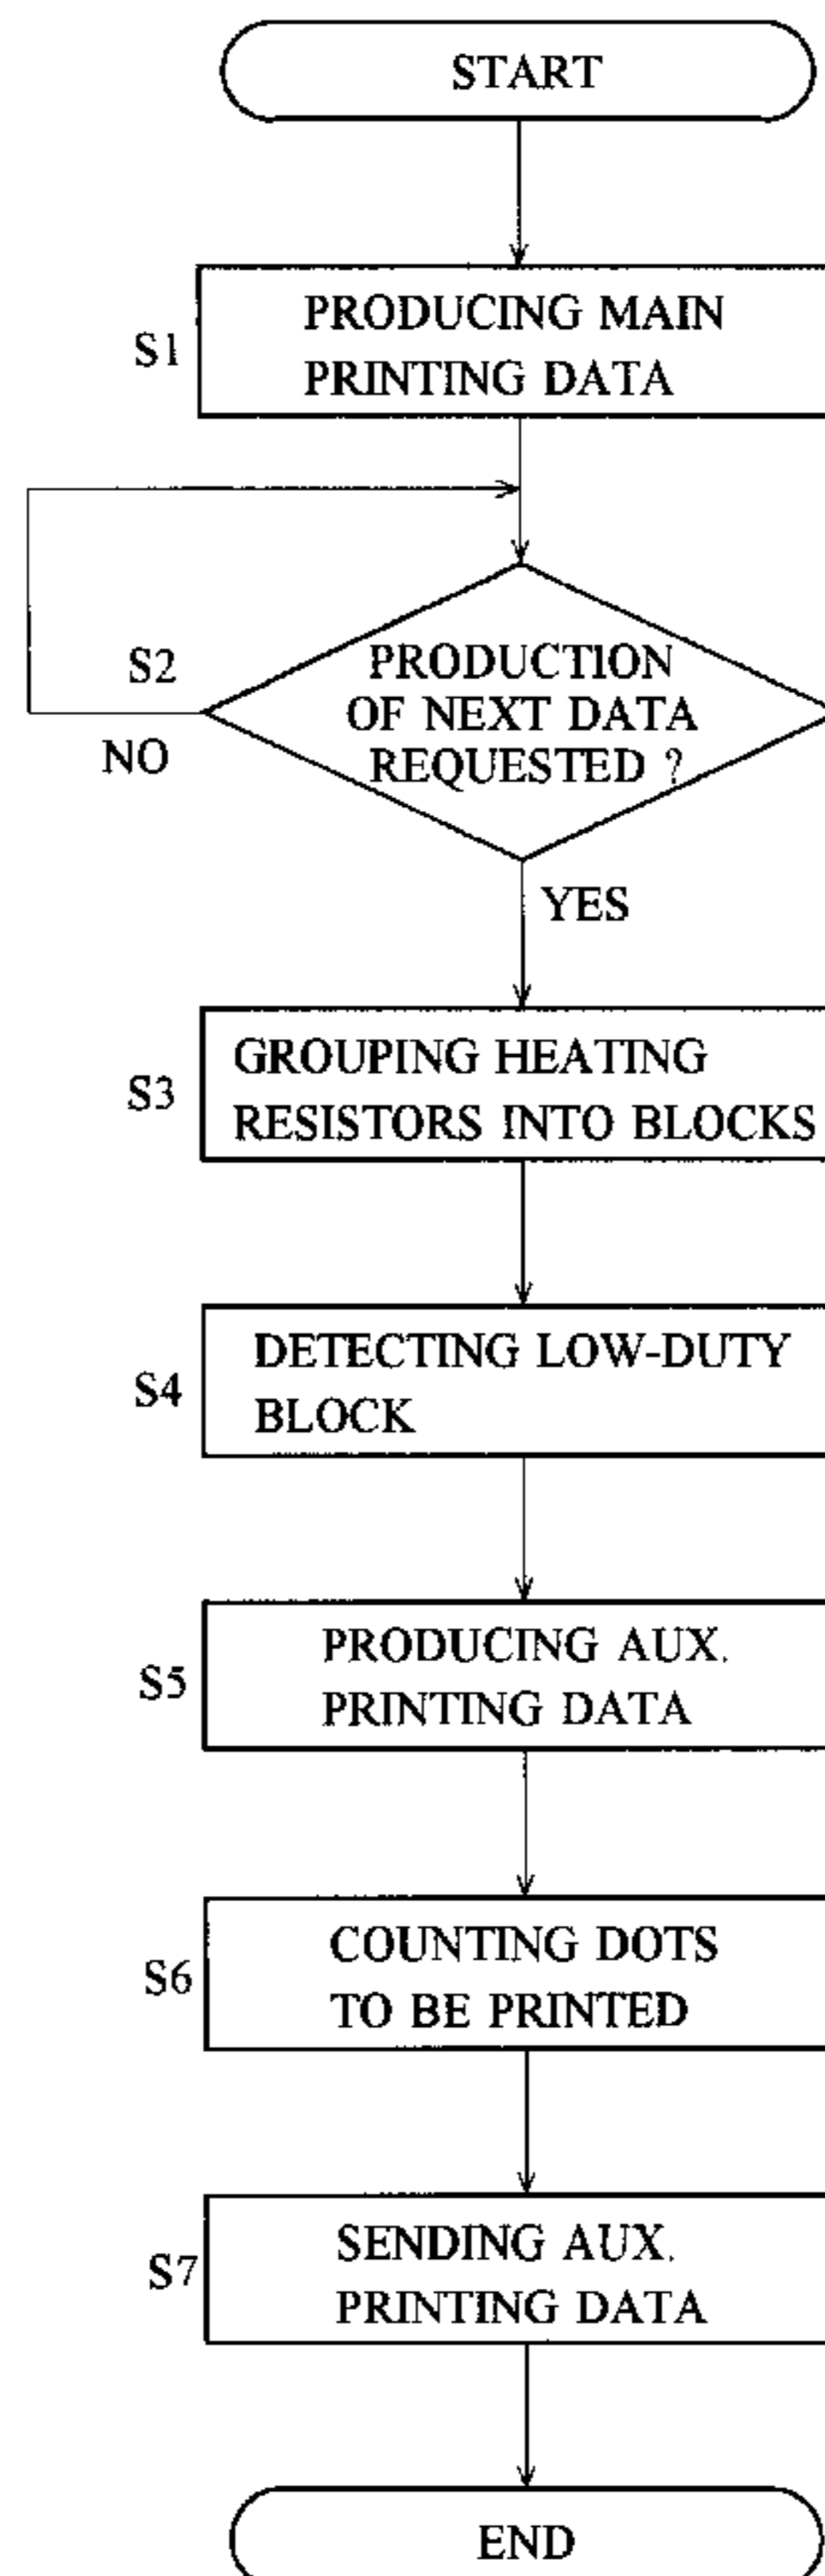 START
S1
PRODUCING MAIN
PRINTING DATA
S2
PRODUCTION
OF NEXT DATA
REQUESTED ?
NO
YES
S3
GROUPING HEATING
RESISTORS INTO BLOCKS
S4
DETECTING LOW-DUTY
BLOCK
S5
PRODUCING AUX.
PRINTING DATA
S6
COUNTING DOTS
TO BE PRINTED
S7
SENDING AUX.
PRINTING DATA
END